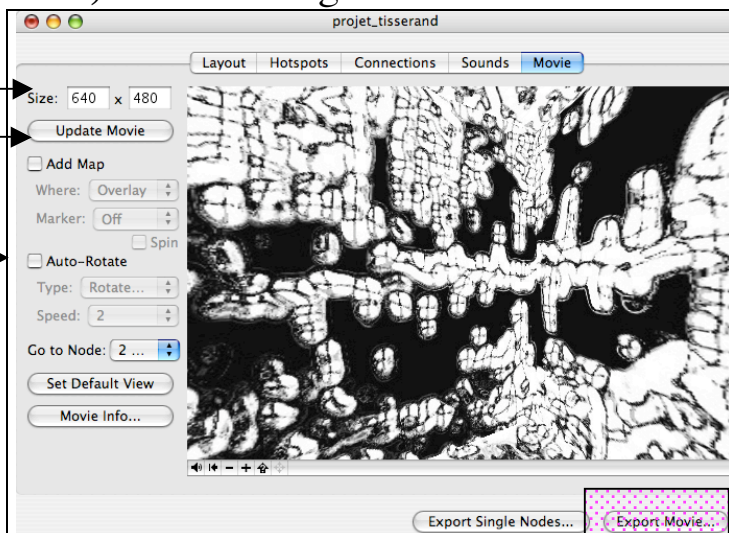 projet_tisserand
Layout Hotspots Connections Sounds Movie
Size: 640 x 480
Update Movie
Add Map
Where: Overlay
Marker: Off
Spin
Auto-Rotate
Type: Rotate...
Speed: 2
Go to Node: 2 ...
Set Default View
Movie Info...
Export Single Nodes... Export Movie...